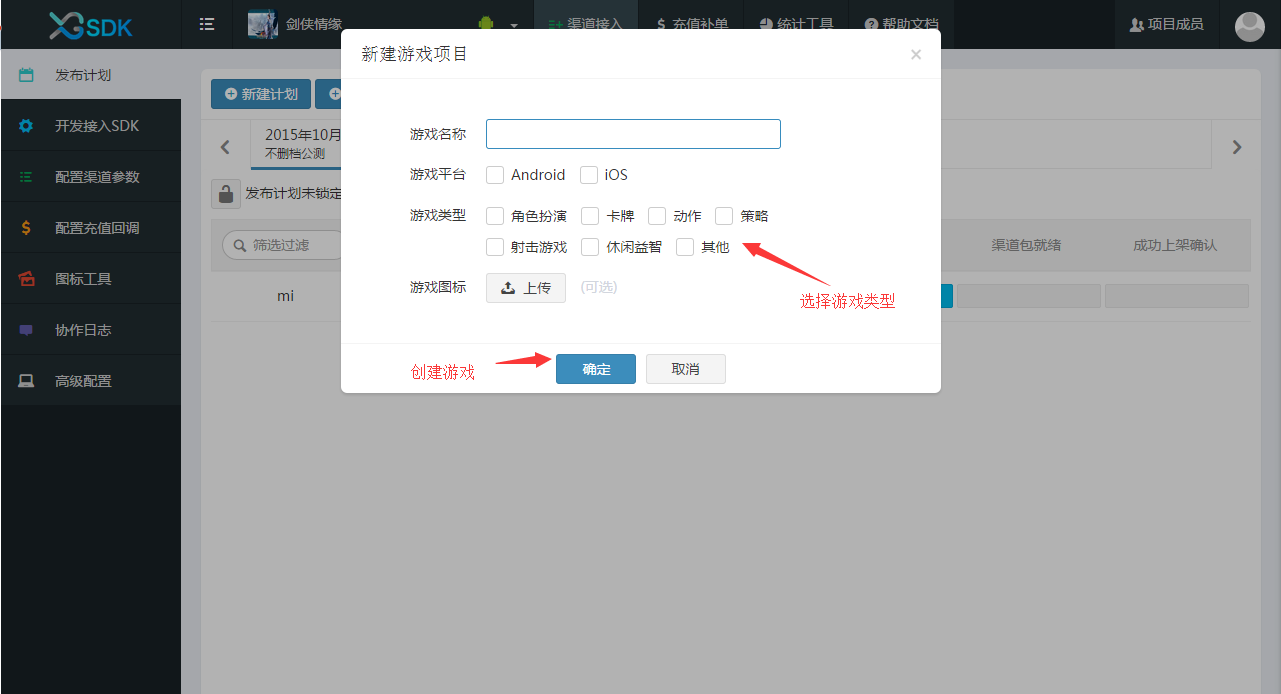 XGSDK
剑侠情缘
渠道接入
$ 充值补单
统计工具
帮助文档
项目成员
发布计划
开发接入SDK
配置渠道参数
配置充值回调
图标工具
协作日志
高级配置
新建计划
2015年10月
不删档公测
发布计划未锁定
筛选过滤
渠道包就绪
成功上架确认
mi
新建游戏项目
×
游戏名称
游戏平台 Android iOS
游戏类型 角色扮演 卡牌 动作 策略
射击游戏 休闲益智 其他
游戏图标 上传 (可选)
选择游戏类型
创建游戏
确定 取消